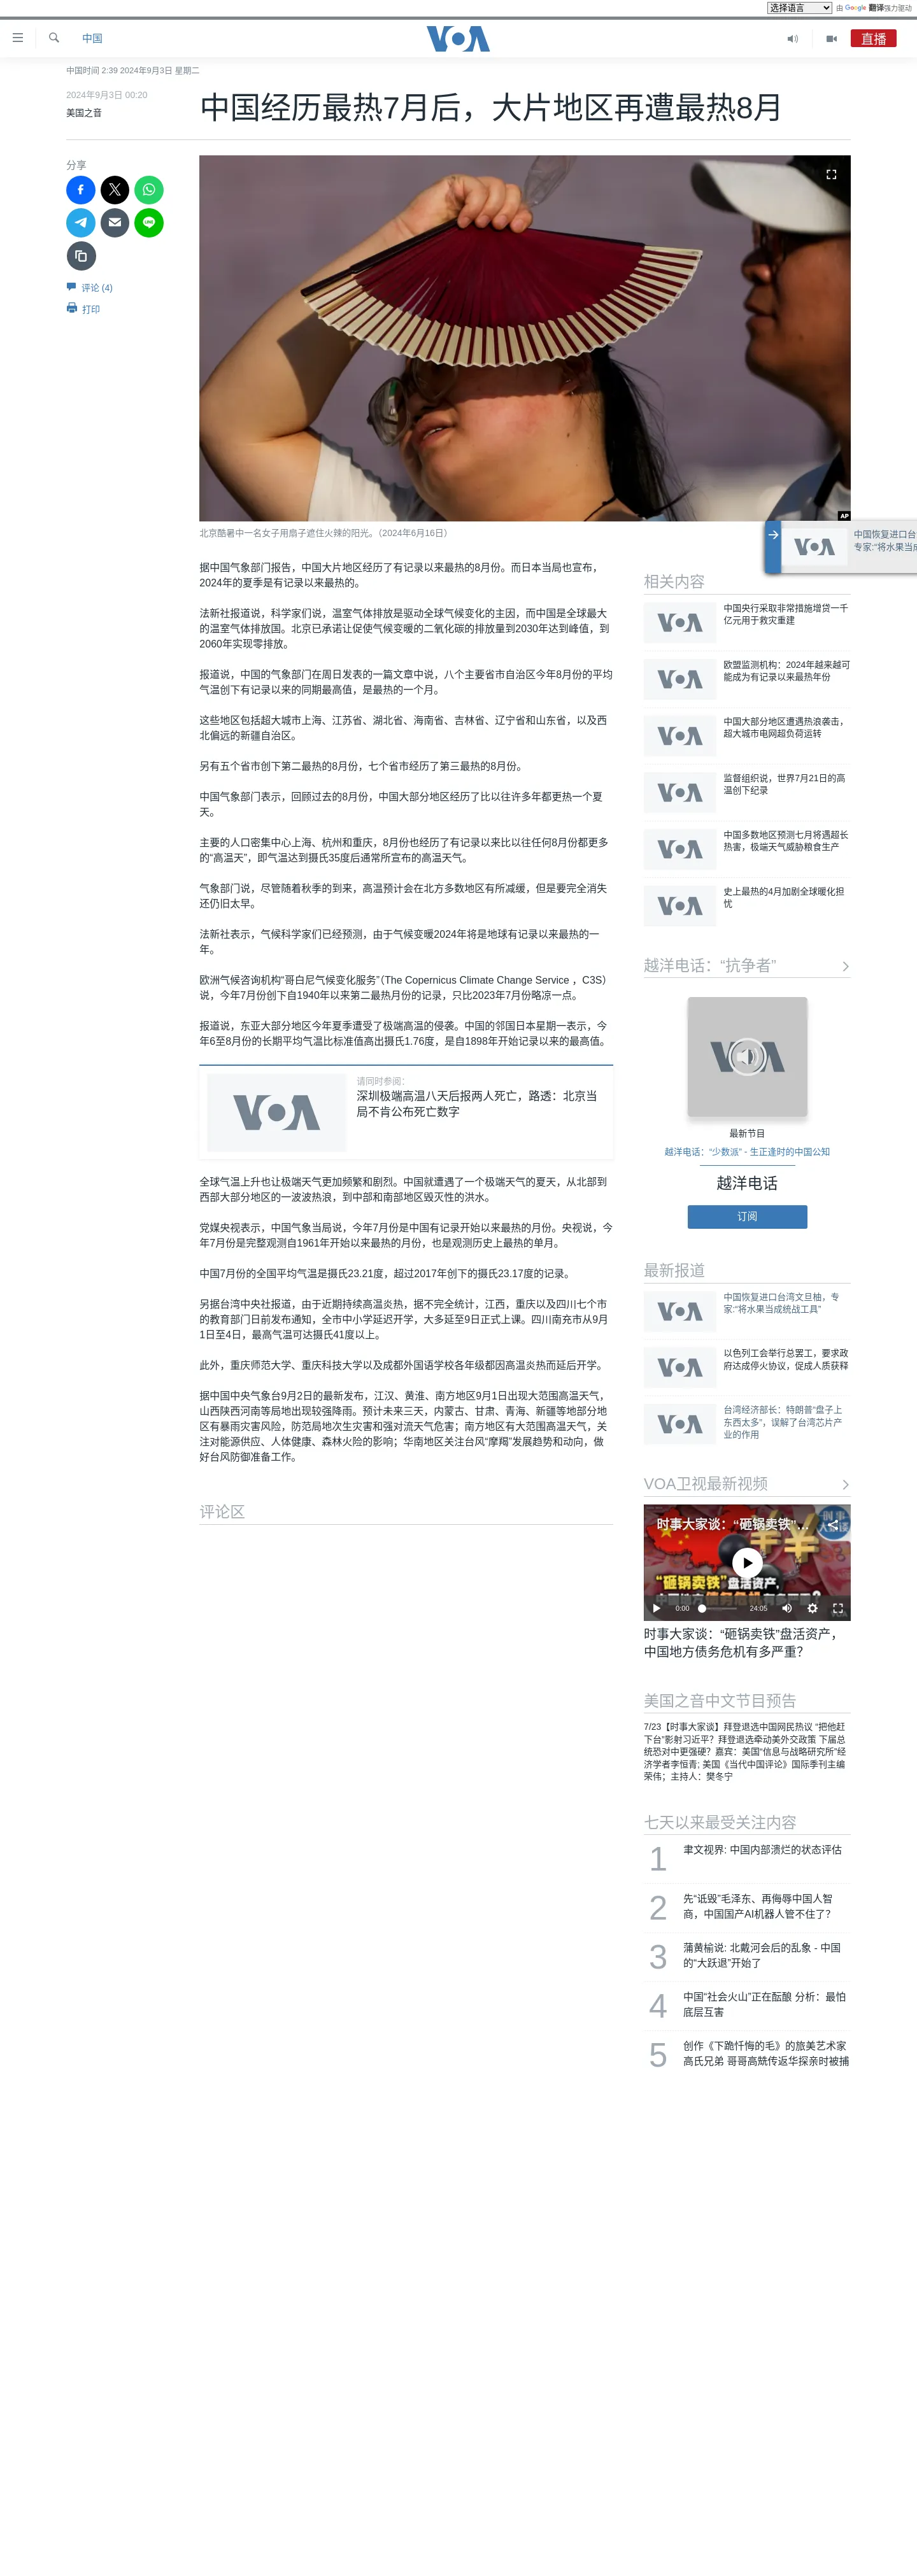 选择语言
由 Google 翻译强力驱动
中国
VOA
直播
中国时间 2:39 2024年9月3日 星期二
2024年9月3日 00:20
美国之音
中国经历最热7月后，大片地区再遭最热8月
分享
评论 (4)
打印
AP
北京酷暑中一名女子用扇子遮住火辣的阳光。（2024年6月16日）
据中国气象部门报告，中国大片地区经历了有记录以来最热的8月份。而日本当局也宣布，
2024年的夏季是有记录以来最热的。
法新社报道说，科学家们说，温室气体排放是驱动全球气候变化的主因，而中国是全球最大
的温室气体排放国。北京已承诺让促使气候变暖的二氧化碳的排放量到2030年达到峰值，到
2060年实现零排放。
报道说，中国的气象部门在周日发表的一篇文章中说，八个主要省市自治区今年8月份的平均
气温创下有记录以来的同期最高值，是最热的一个月。
这些地区包括超大城市上海、江苏省、湖北省、海南省、吉林省、辽宁省和山东省，以及西
北偏远的新疆自治区。
另有五个省市创下第二最热的8月份，七个省市经历了第三最热的8月份。
中国气象部门表示，回顾过去的8月份，中国大部分地区经历了比以往许多年都更热一个夏
天。
主要的人口密集中心上海、杭州和重庆，8月份也经历了有记录以来比以往任何8月份都更多
的“高温天”，即气温达到摄氏35度后通常所宣布的高温天气。
气象部门说，尽管随着秋季的到来，高温预计会在北方多数地区有所减缓，但是要完全消失
还仍旧太早。
法新社表示，气候科学家们已经预测，由于气候变暖2024年将是地球有记录以来最热的一
年。
欧洲气候咨询机构“哥白尼气候变化服务”（The Copernicus Climate Change Service ，C3S）
说，今年7月份创下自1940年以来第二最热月份的记录，只比2023年7月份略凉一点。
报道说，东亚大部分地区今年夏季遭受了极端高温的侵袭。中国的邻国日本星期一表示，今
年6至8月份的长期平均气温比标准值高出摄氏1.76度，是自1898年开始记录以来的最高值。
VOA
请同时参阅：
深圳极端高温八天后报两人死亡，路透：北京当
局不肯公布死亡数字
全球气温上升也让极端天气更加频繁和剧烈。中国就遭遇了一个极端天气的夏天，从北部到
西部大部分地区的一波波热浪，到中部和南部地区毁灭性的洪水。
党媒央视表示，中国气象当局说，今年7月份是中国有记录开始以来最热的月份。央视说，今
年7月份是完整观测自1961年开始以来最热的月份，也是观测历史上最热的单月。
中国7月份的全国平均气温是摄氏23.21度，超过2017年创下的摄氏23.17度的记录。
另据台湾中央社报道，由于近期持续高温炎热，据不完全统计，江西，重庆以及四川七个市
的教育部门日前发布通知，全市中小学延迟开学，大多延至9日正式上课。四川南充市从9月
1日至4日，最高气温可达摄氏41度以上。
此外，重庆师范大学、重庆科技大学以及成都外国语学校各年级都因高温炎热而延后开学。
据中国中央气象台9月2日的最新发布，江汉、黄淮、南方地区9月1日出现大范围高温天气，
山西陕西河南等局地出现较强降雨。预计未来三天，内蒙古、甘肃、青海、新疆等地部分地
区有暴雨灾害风险，防范局地次生灾害和强对流天气危害；南方地区有大范围高温天气，关
注对能源供应、人体健康、森林火险的影响；华南地区关注台风“摩羯”发展趋势和动向，做
好台风防御准备工作。
评论区
VOA
中国恢复进口台
专家:“将水果当成
相关内容
VOA
中国央行采取非常措施增贷一千
亿元用于救灾重建
VOA
欧盟监测机构：2024年越来越可
能成为有记录以来最热年份
VOA
中国大部分地区遭遇热浪袭击，
超大城市电网超负荷运转
VOA
监督组织说，世界7月21日的高
温创下纪录
VOA
中国多数地区预测七月将遇超长
热害，极端天气威胁粮食生产
VOA
史上最热的4月加剧全球暖化担
忧
越洋电话：“抗争者”
VOA
最新节目
越洋电话：“少数派” - 生正逢时的中国公知
越洋电话
订阅
最新报道
VOA
中国恢复进口台湾文旦柚，专
家:“将水果当成统战工具”
VOA
以色列工会举行总罢工，要求政
府达成停火协议，促成人质获释
VOA
台湾经济部长：特朗普“盘子上
东西太多”，误解了台湾芯片产
业的作用
VOA卫视最新视频
时事大家谈：“砸锅卖铁”...
“砸锅卖铁”盘活资产，
0:00
24:05
时事大家谈：“砸锅卖铁”盘活资产，
中国地方债务危机有多严重？
美国之音中文节目预告
7/23【时事大家谈】拜登退选中国网民热议 “把他赶
下台”影射习近平？拜登退选牵动美外交政策 下届总
统恐对中更强硬？嘉宾：美国“信息与战略研究所”经
济学者李恒青; 美国《当代中国评论》国际季刊主编
荣伟；主持人：樊冬宁
七天以来最受关注内容
1
聿文视界: 中国内部溃烂的状态评估
2
先“诋毁”毛泽东、再侮辱中国人智
商，中国国产AI机器人管不住了？
3
蒲黄榆说: 北戴河会后的乱象 - 中国
的“大跃退”开始了
4
中国“社会火山”正在酝酿 分析：最怕
底层互害
5
创作《下跪忏悔的毛》的旅美艺术家
高氏兄弟 哥哥高兟传返华探亲时被捕